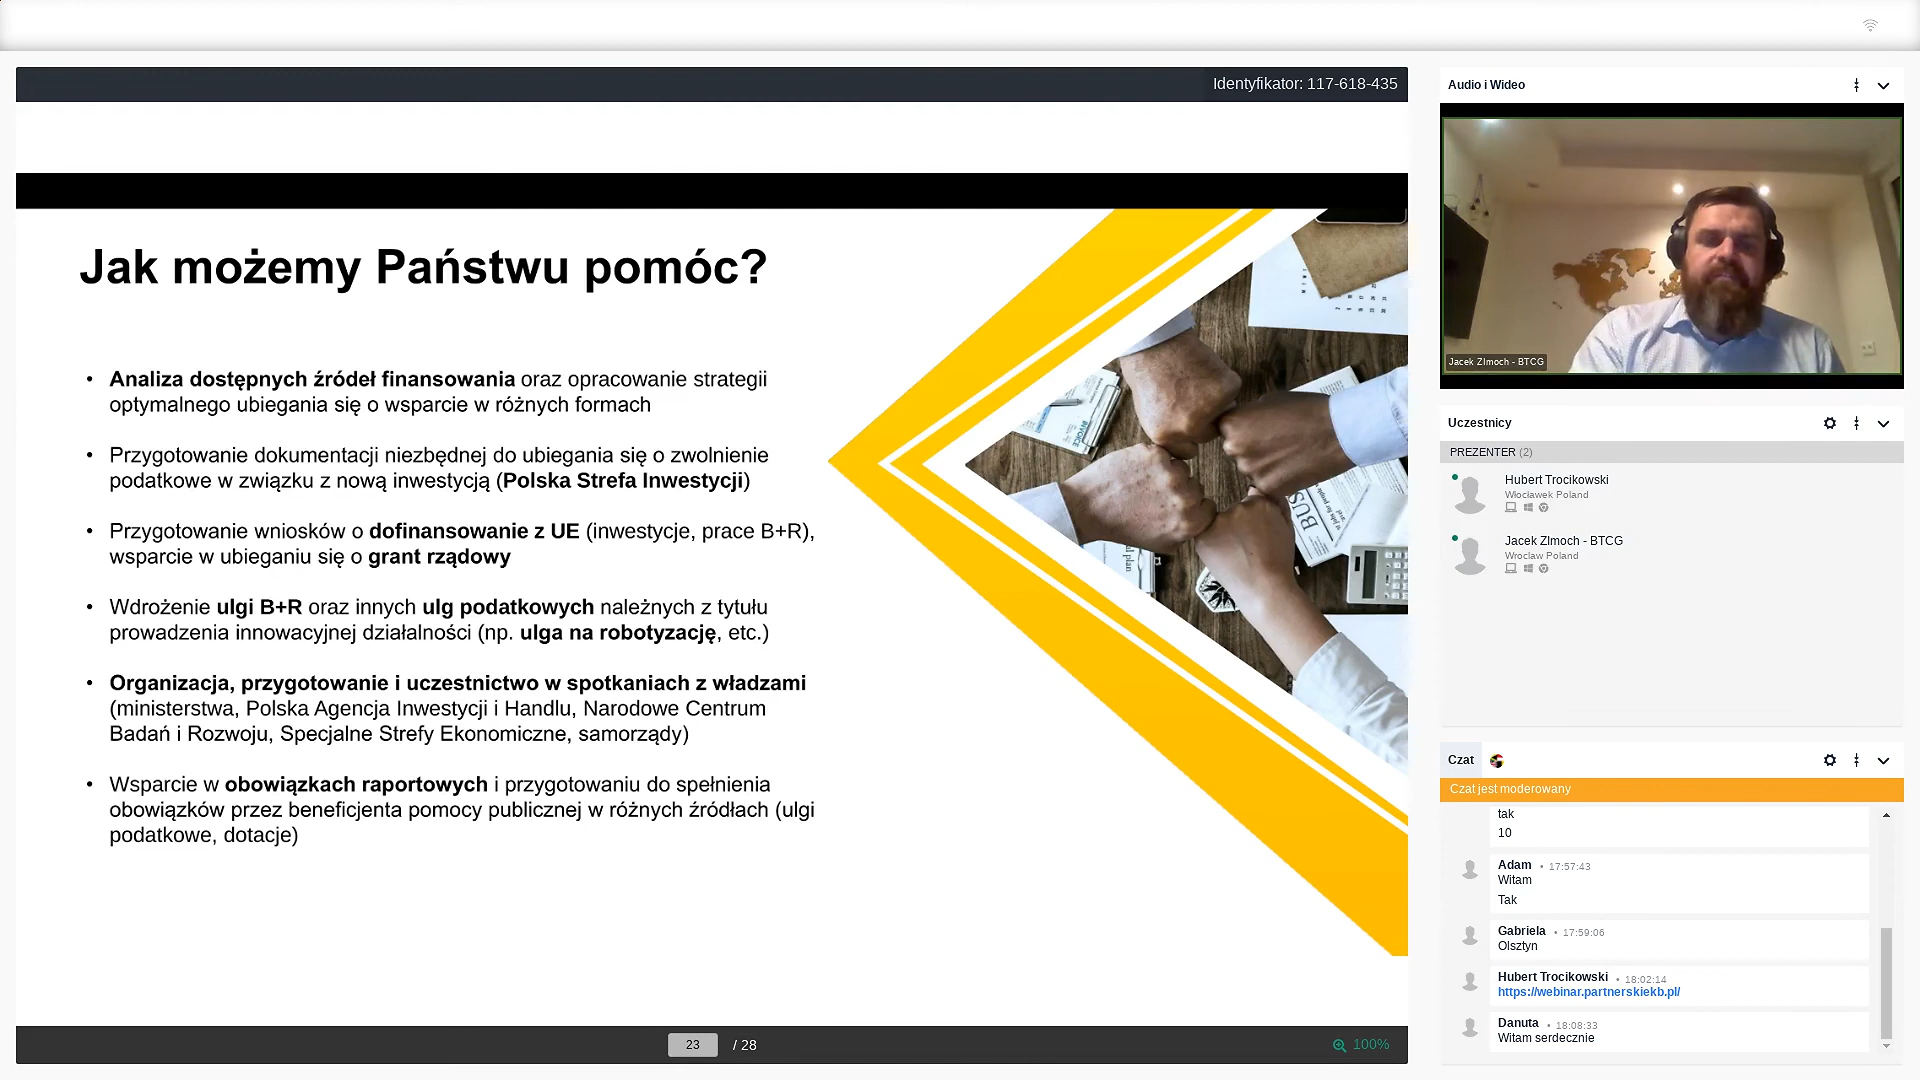 Identyfikator: 117-618-435
Jak możemy Państwu pomóc?
• Analiza dostępnych źródeł finansowania oraz opracowanie strategii
optymalnego ubiegania się o wsparcie w różnych formach
• Przygotowanie dokumentacji niezbędnej do ubiegania się o zwolnienie
podatkowe w związku z nową inwestycją (Polska Strefa Inwestycji)
• Przygotowanie wniosków o dofinansowanie z UE (inwestycje, prace B+R),
wsparcie w ubieganiu się o grant rządowy
• Wdrożenie ulgi B+R oraz innych ulg podatkowych należnych z tytułu
prowadzenia innowacyjnej działalności (np. ulga na robotyzację, etc.)
• Organizacja, przygotowanie i uczestnictwo w spotkaniach z władzami
(ministerstwa, Polska Agencja Inwestycji i Handlu, Narodowe Centrum
Badań i Rozwoju, Specjalne Strefy Ekonomiczne, samorządy)
• Wsparcie w obowiązkach raportowych i przygotowaniu do spełnienia
obowiązków przez beneficjenta pomocy publicznej w różnych źródłach (ulgi
podatkowe, dotacje)
INVOICE
BUS
plan
23 / 28
100%
Audio i Wideo
Jacek ZImoch - BTCG
Uczestnicy
PREZENTER (2)
Hubert Trocikowski
Włocławek Poland
Jacek ZImoch - BTCG
Wroclaw Poland
Czat
Czat jest moderowany
tak
10
Adam • 17:57:43
Witam
Tak
Gabriela • 17:59:06
Olsztyn
Hubert Trocikowski • 18:02:14
https://webinar.partnerskiekb.pl/
Danuta • 18:08:33
Witam serdecznie